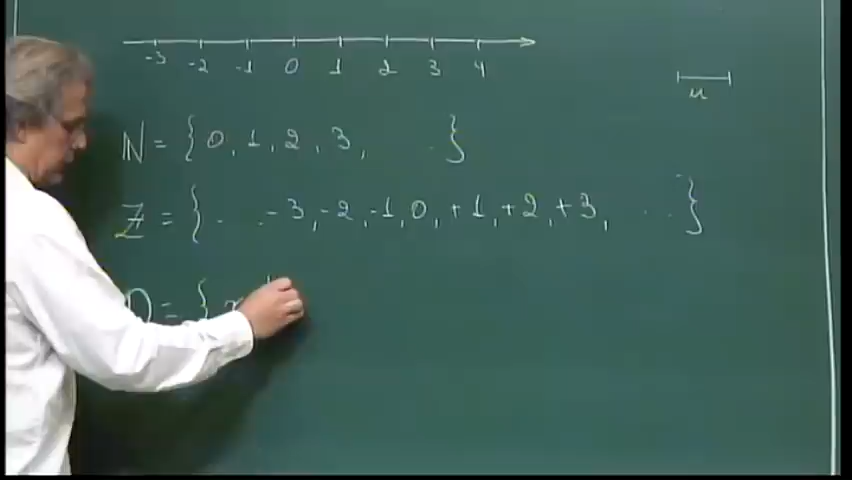 -3 -2 -1 0 1 2 3 4
u
ℕ = { 0, 1, 2, 3, . }
ℤ = { . . -3, -2, -1, 0, +1, +2, +3, ... }
= { x